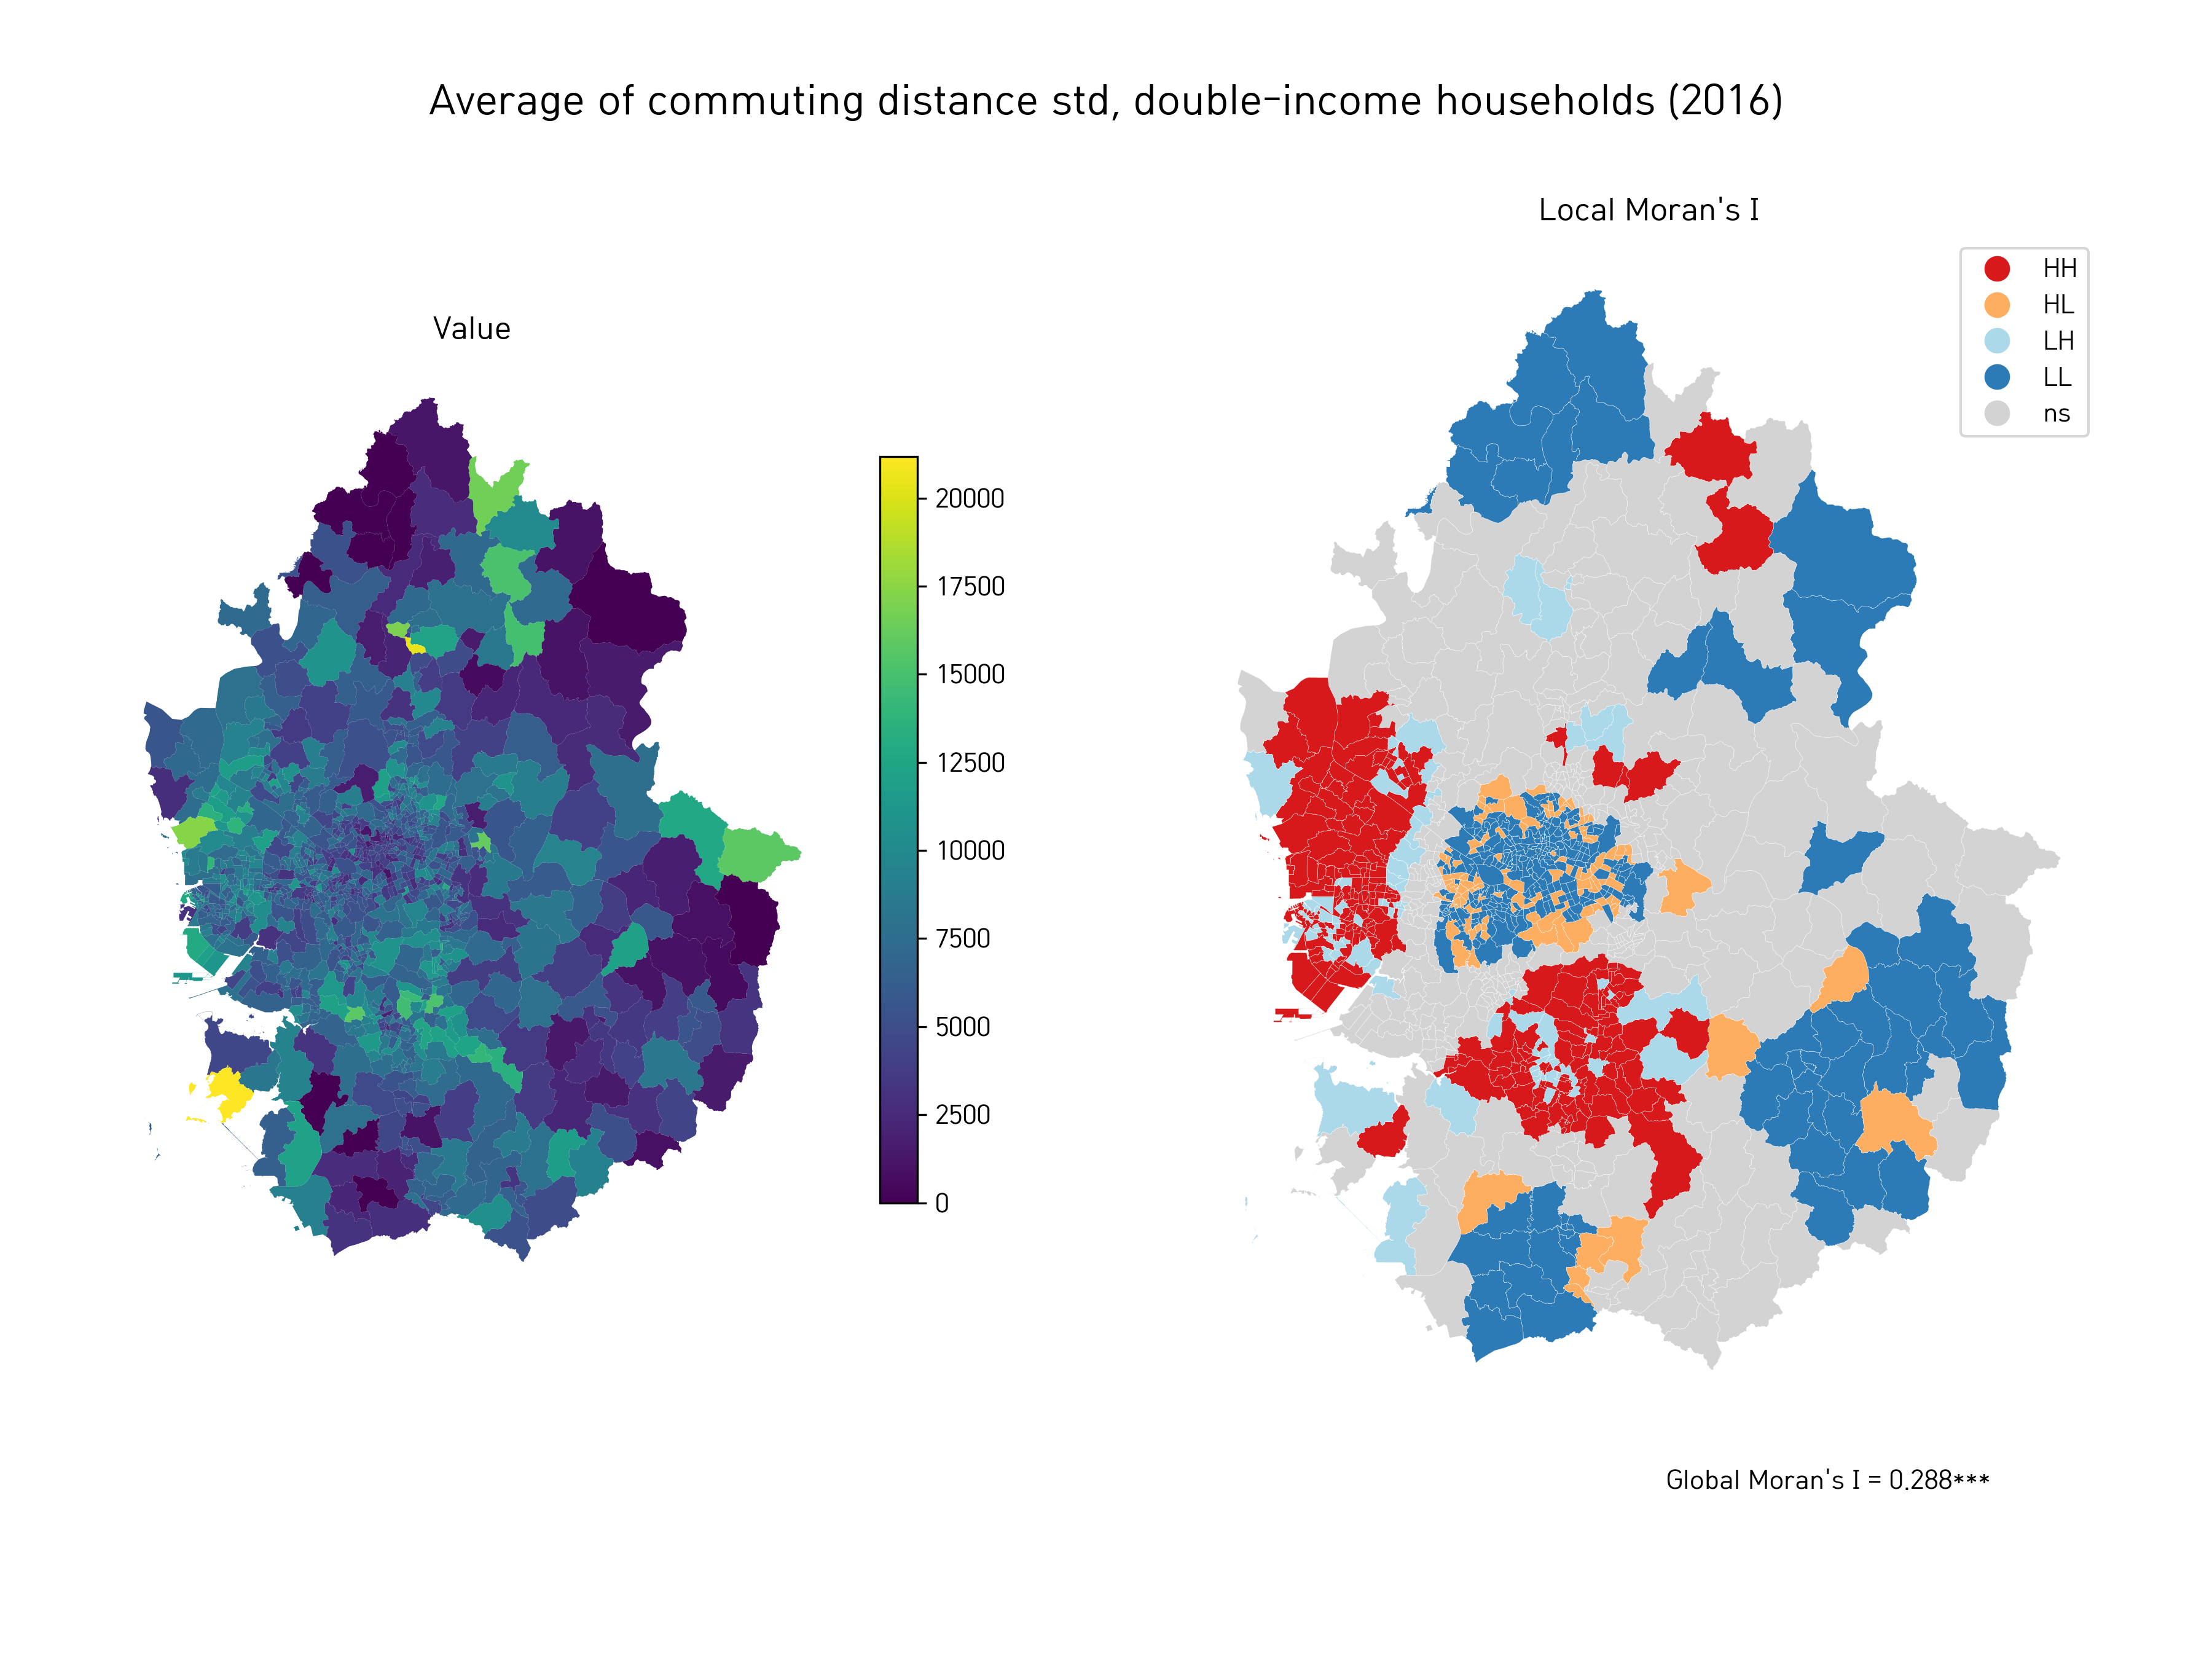 Average of commuting distance std, double-income households (2016)
Value
20000
17500
15000
12500
10000
7500
5000
2500
0
Local Moran's I
HH
HL
LH
LL
ns
Global Moran's I = 0.288***